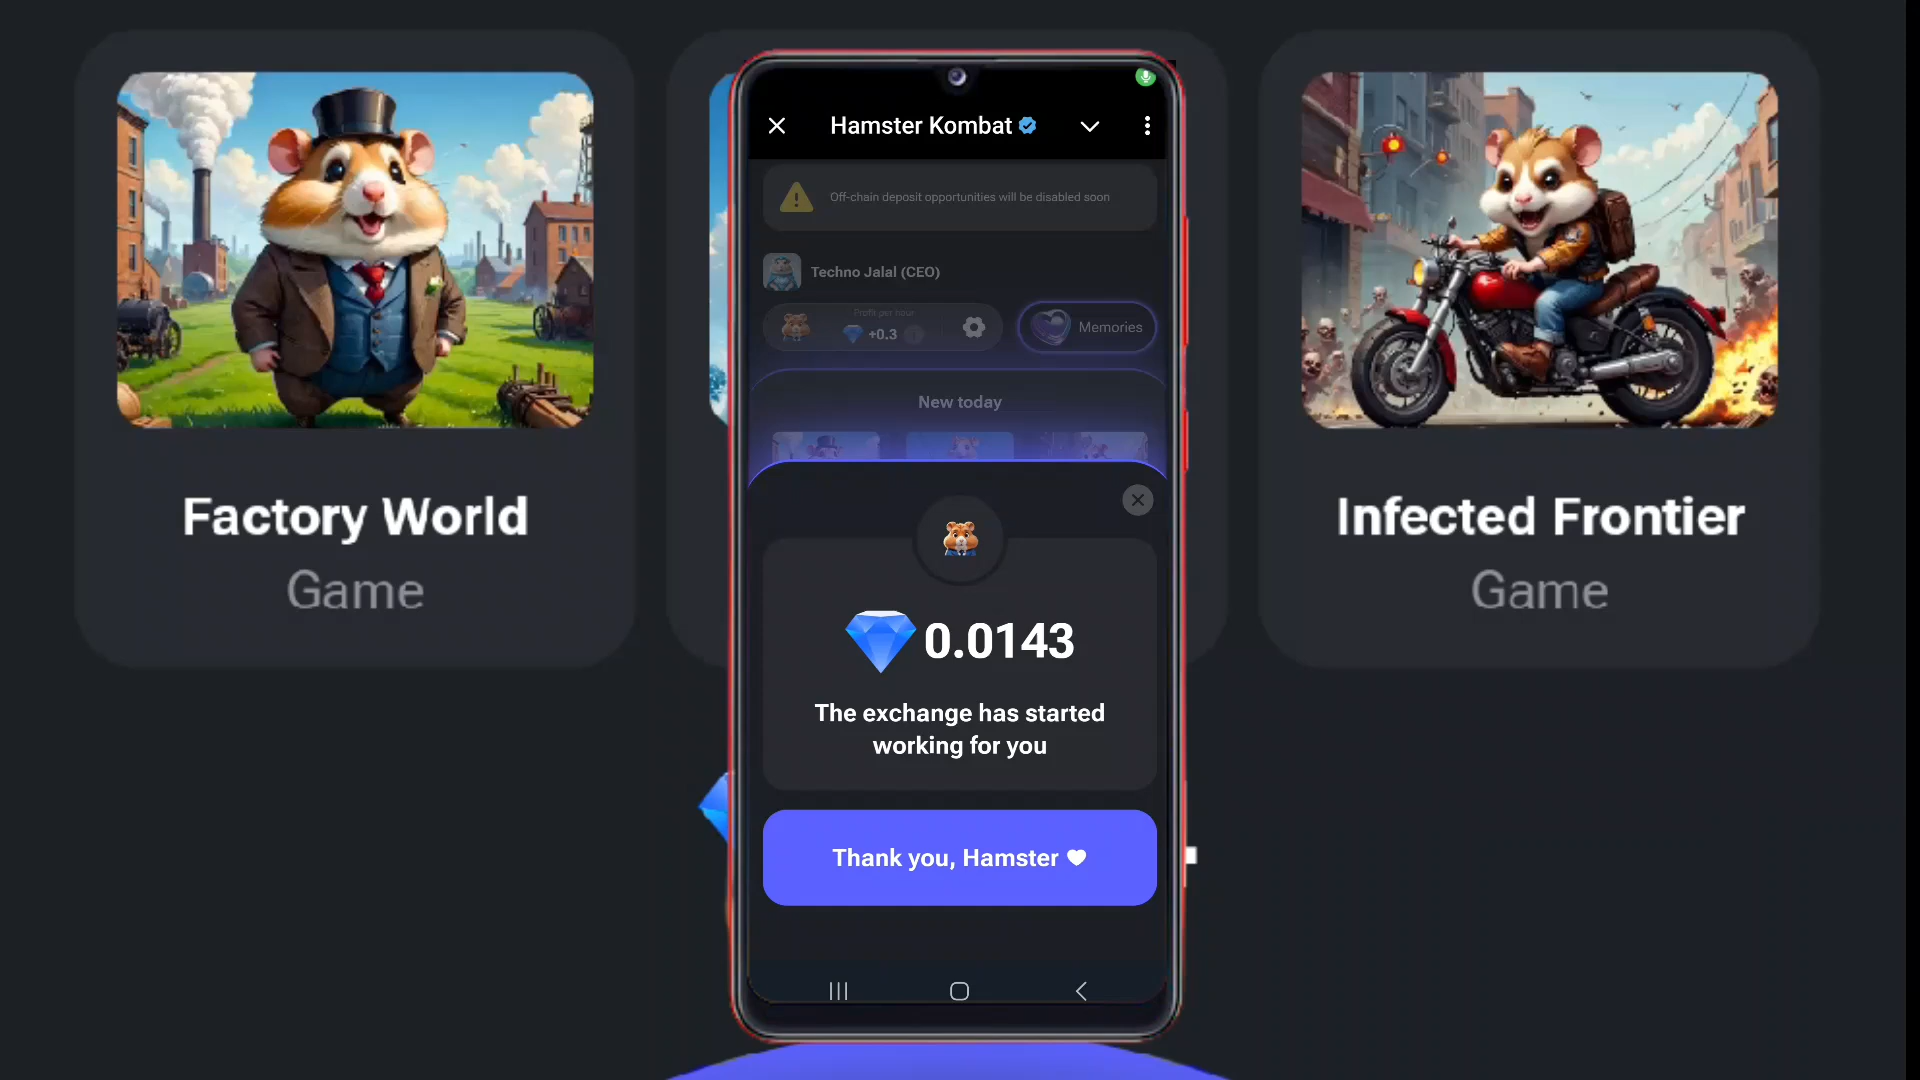 Hamster Kombat
Off-chain deposit opportunities will be disabled soon
Techno Jalal (CEO)
Profit per hour
+0.3
Memories
New today
Factory World
Game
Infected Frontier
Game
0.0143
The exchange has started
working for you
Thank you, Hamster